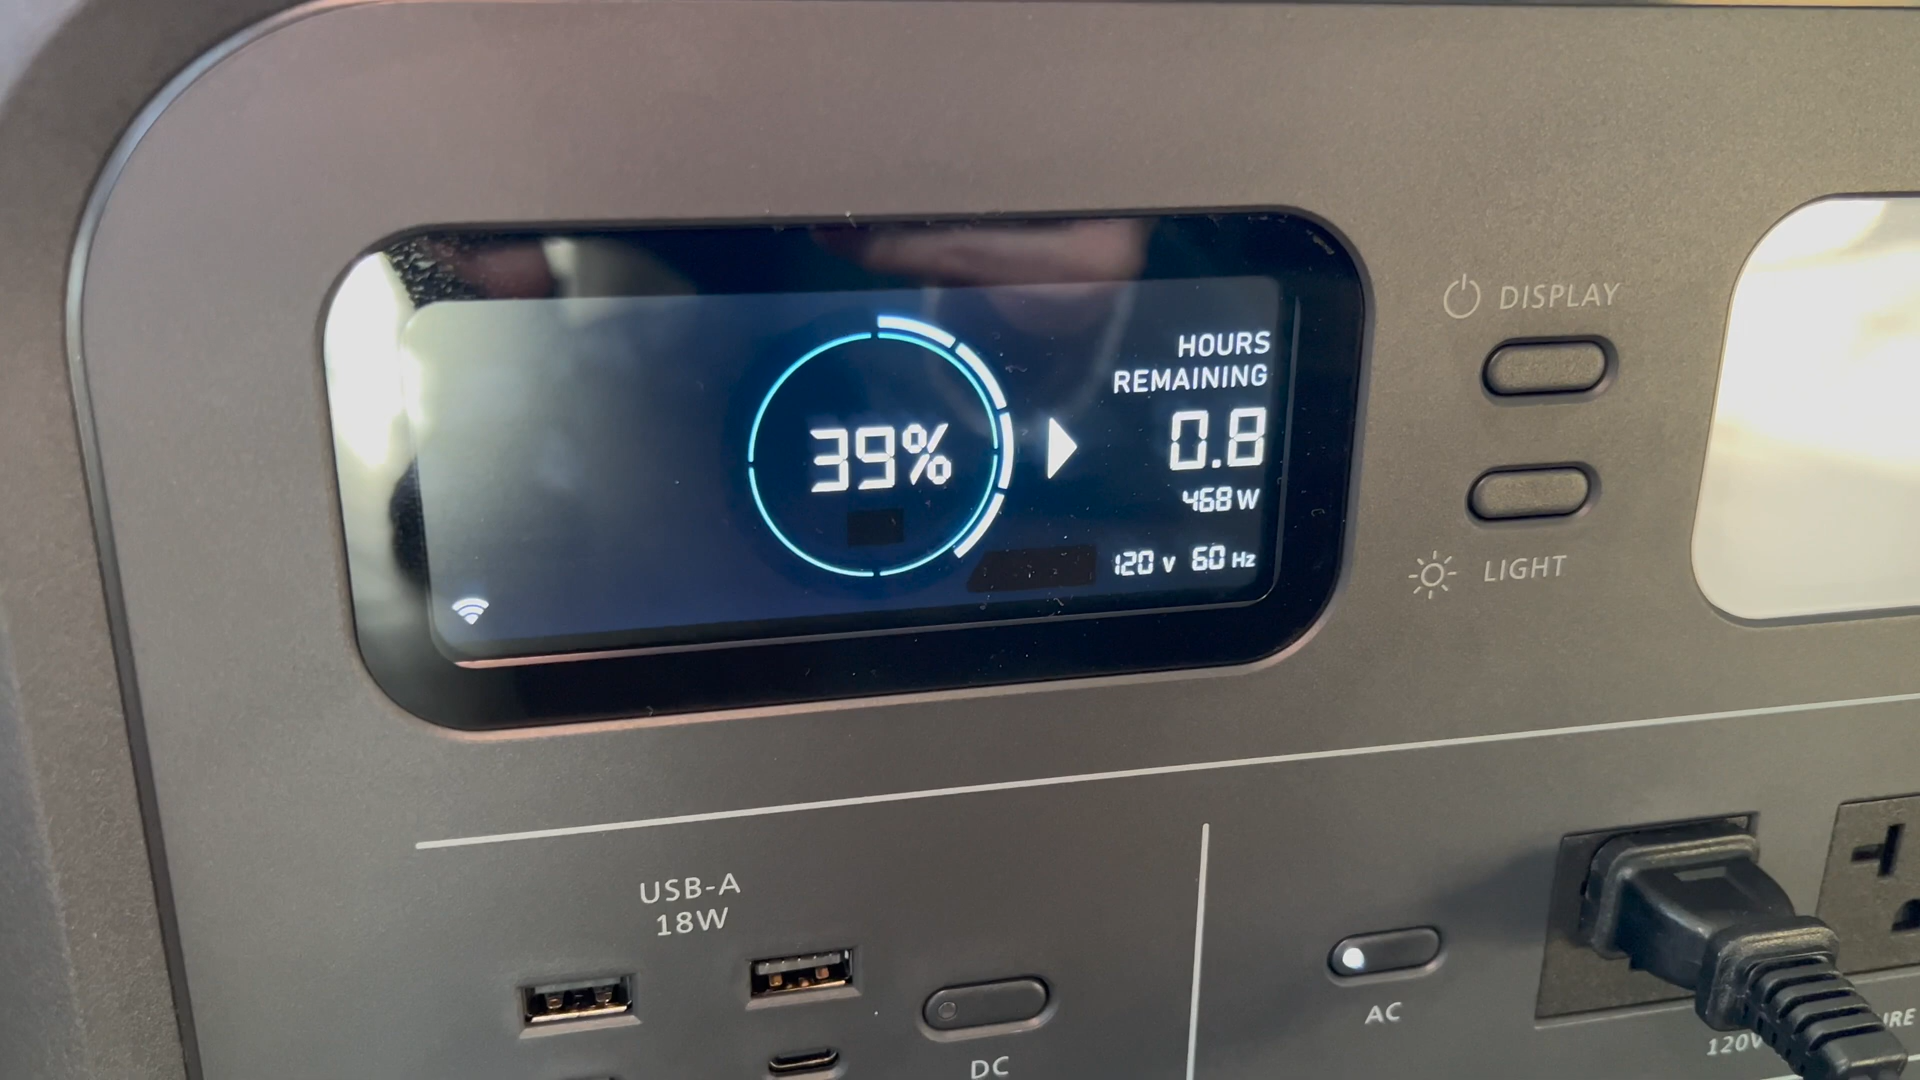 39%
HOURS
REMAINING
0.8
468 W
120 V 60 Hz
DISPLAY
LIGHT
USB-A
18W
DC
AC
120V